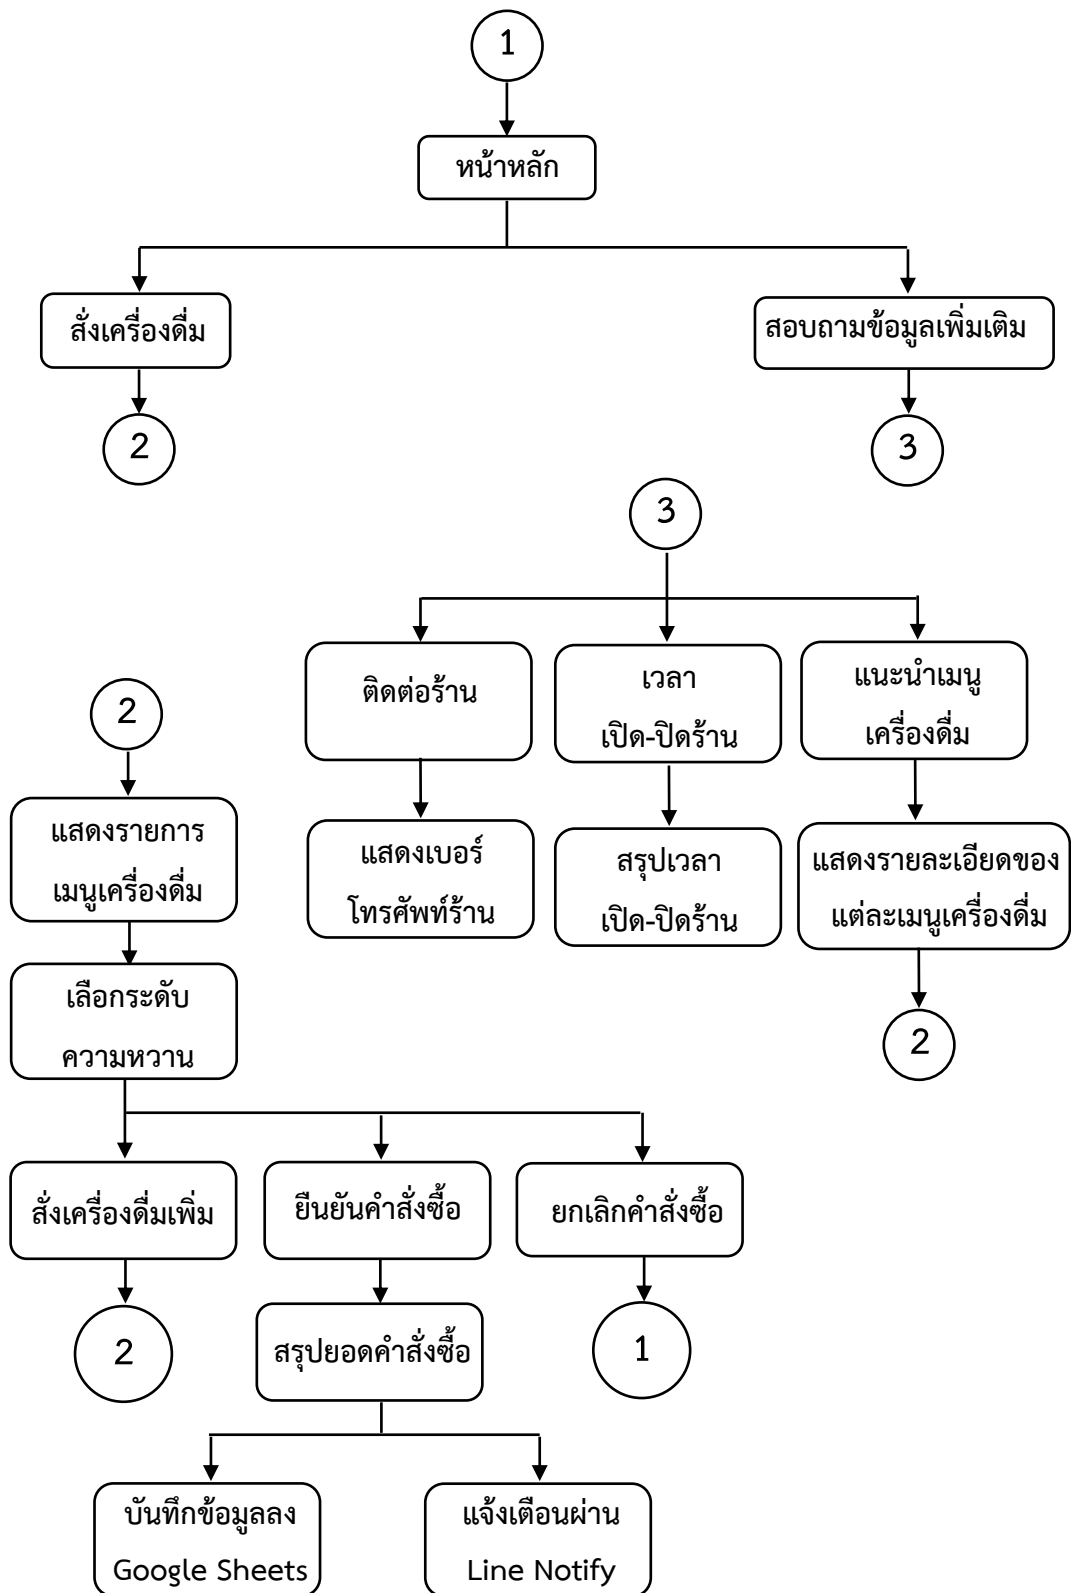 1
หน้าหลัก
สั่งเครื่องดื่ม
สอบถามข้อมูลเพิ่มเติม
2
3
3
ติดต่อร้าน
เวลา
เปิด-ปิดร้าน
แนะนำเมนู
เครื่องดื่ม
แสดงเบอร์
โทรศัพท์ร้าน
สรุปเวลา
เปิด-ปิดร้าน
แสดงรายละเอียดของ
แต่ละเมนูเครื่องดื่ม
2
2
แสดงรายการ
เมนูเครื่องดื่ม
เลือกระดับ
ความหวาน
สั่งเครื่องดื่มเพิ่ม
ยืนยันคำสั่งซื้อ
ยกเลิกคำสั่งซื้อ
2
สรุปยอดคำสั่งซื้อ
1
บันทึกข้อมูลลง
Google Sheets
แจ้งเตือนผ่าน
Line Notify